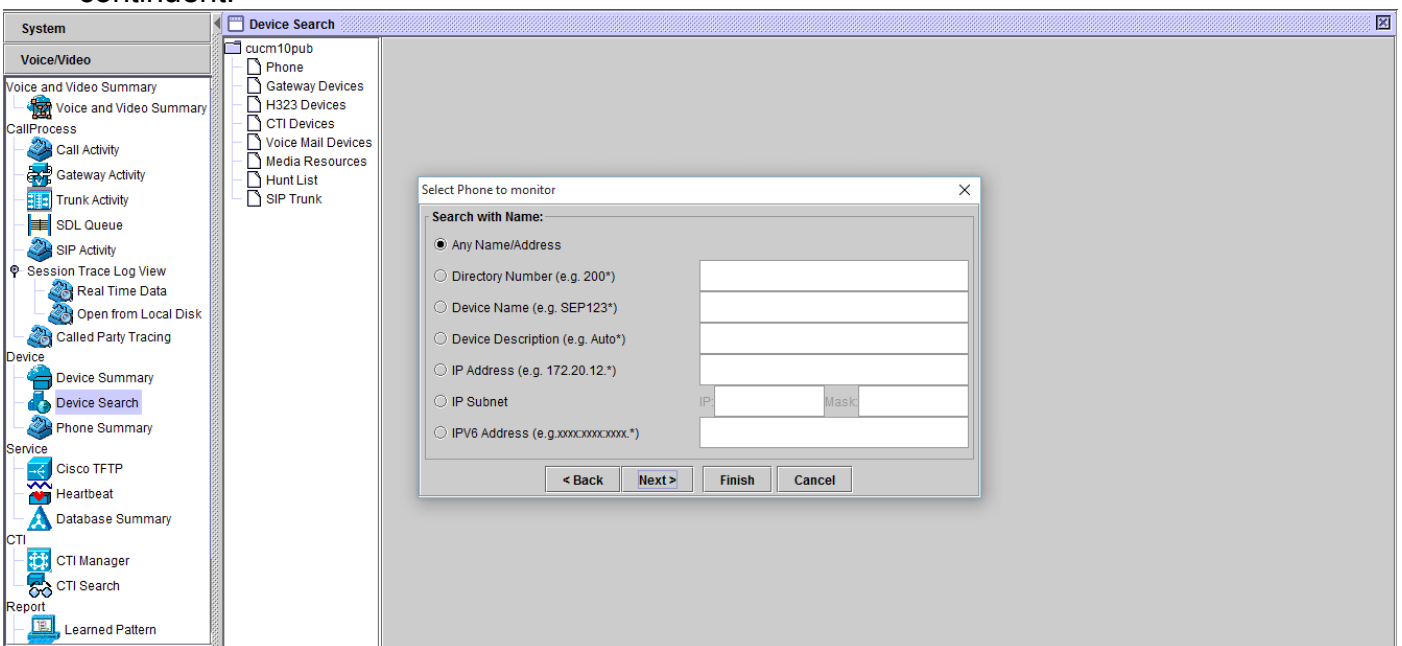 contindent.
System
Voice/Video
Voice and Video Summary
Voice and Video Summary
CallProcess
Call Activity
Gateway Activity
Trunk Activity
SDL Queue
SIP Activity
Session Trace Log View
Real Time Data
Open from Local Disk
Called Party Tracing
Device
Device Summary
Device Search
Phone Summary
Service
Cisco TFTP
Heartbeat
Database Summary
CTI
CTI Manager
CTI Search
Report
Learned Pattern
Device Search
cucm10pub
Phone
Gateway Devices
H323 Devices
CTI Devices
Voice Mail Devices
Media Resources
Hunt List
SIP Trunk
Select Phone to monitor
Search with Name:
Any Name/Address
Directory Number (e.g. 200*)
Device Name (e.g. SEP123*)
Device Description (e.g. Auto*)
IP Address (e.g. 172.20.12.*)
IP Subnet IP: Mask:
IPV6 Address (e.g.xxxx:xxxx:xxxx.*)
< Back Next > Finish Cancel